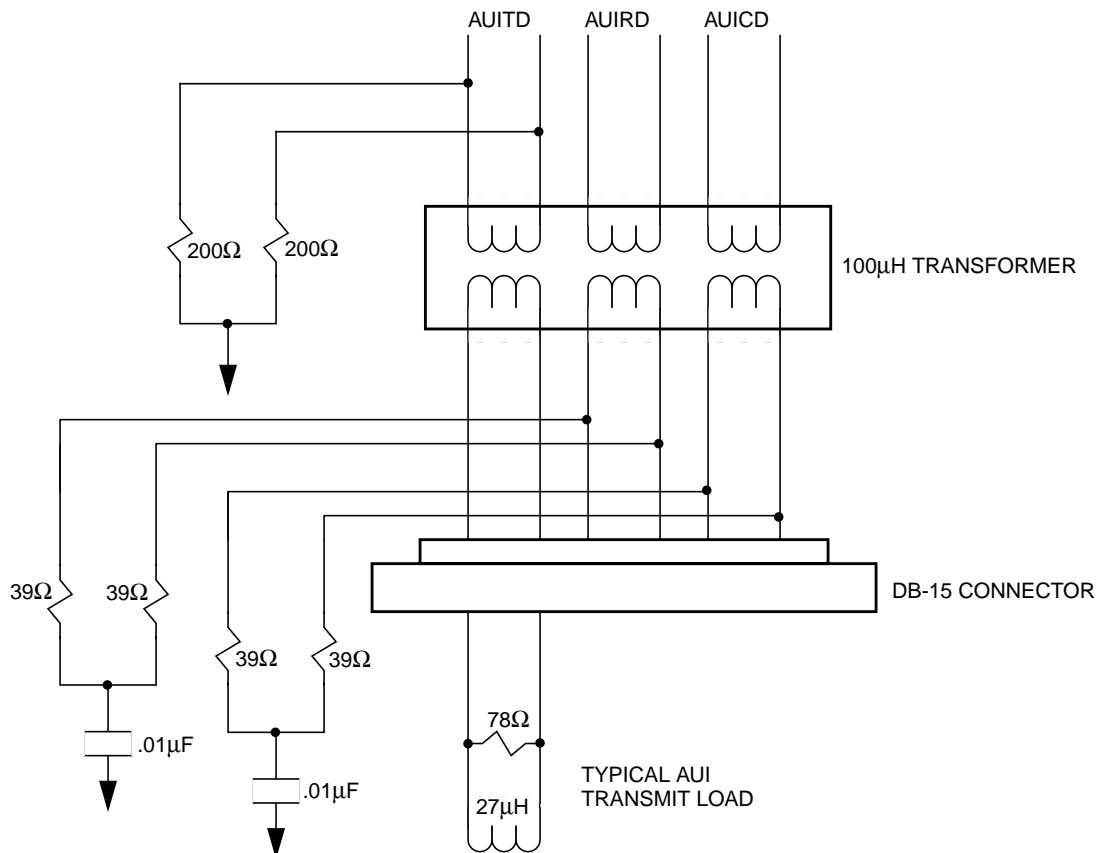 AUITD AUIRD AUICD
200Ω 200Ω
100µH TRANSFORMER
39Ω 39Ω
DB-15 CONNECTOR
39Ω 39Ω
78Ω
.01µF
TYPICAL AUI
TRANSMIT LOAD
.01µF
27µH